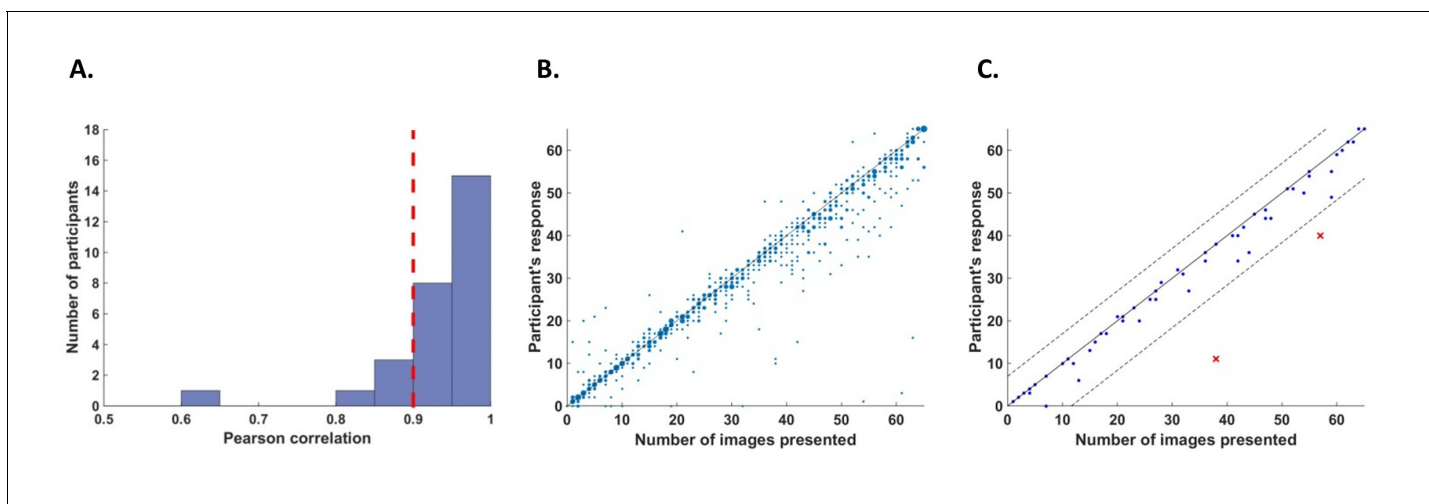 A.
B.
C.
18
16
14
12
10
8
6
4
2
0
Number of participants
0.5 0.6 0.7 0.8 0.9 1
Pearson correlation
60
50
40
30
20
10
0
Participant's response
0 10 20 30 40 50 60
Number of images presented
60
50
40
30
20
10
0
Participant's response
0 10 20 30 40 50 60
Number of images presented